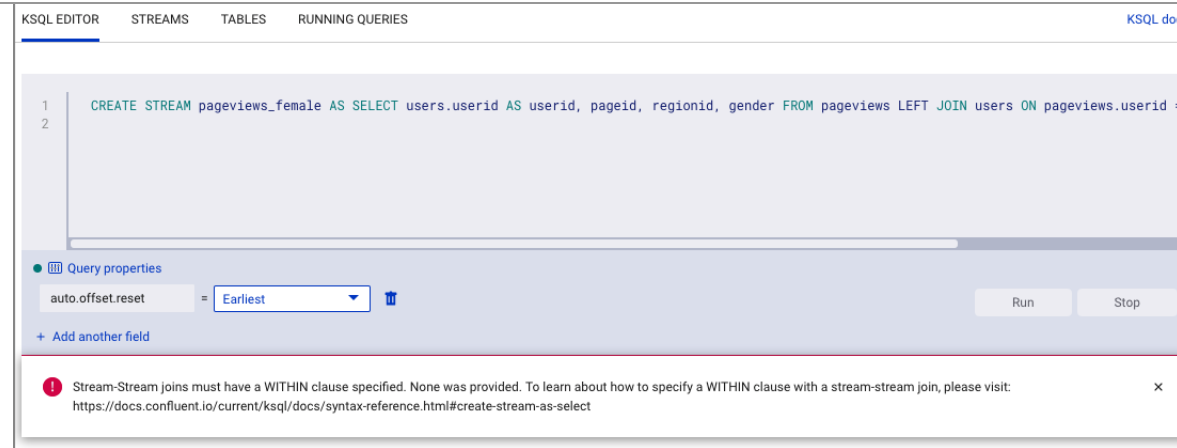 KSQL EDITOR STREAMS TABLES RUNNING QUERIES KSQL
1 CREATE STREAM pageviews_female AS SELECT users.userid AS userid, pageid, regionid, gender FROM pageviews LEFT JOIN users ON pageviews.userid =
2
Query properties
auto.offset.reset = Earliest
Run Stop
+ Add another field
! Stream-Stream joins must have a WITHIN clause specified. None was provided. To learn about how to specify a WITHIN clause with a stream-stream join, please visit: ×
https://docs.confluent.io/current/ksql/docs/syntax-reference.html#create-stream-as-select